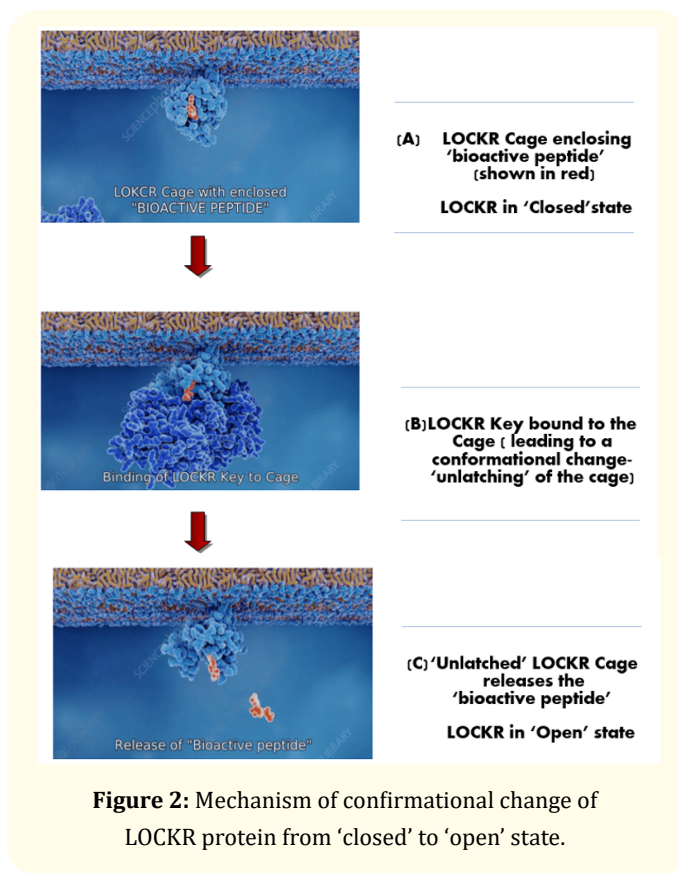 LOKCR Cage with enclosed
"BIOACTIVE PEPTIDE"
(A) LOCKR Cage enclosing
'bioactive peptide'
(shown in red)
LOCKR in 'Closed'state
Binding of LOCKR Key to Cage
(B)LOCKR Key bound to the
Cage ( leading to a
conformational change-
'unlatching' of the cage)
Release of "Bioactive peptide"
(C)'Unlatched' LOCKR Cage
releases the
'bioactive peptide'
LOCKR in 'Open' state
Figure 2: Mechanism of confirmational change of
LOCKR protein from 'closed' to 'open' state.